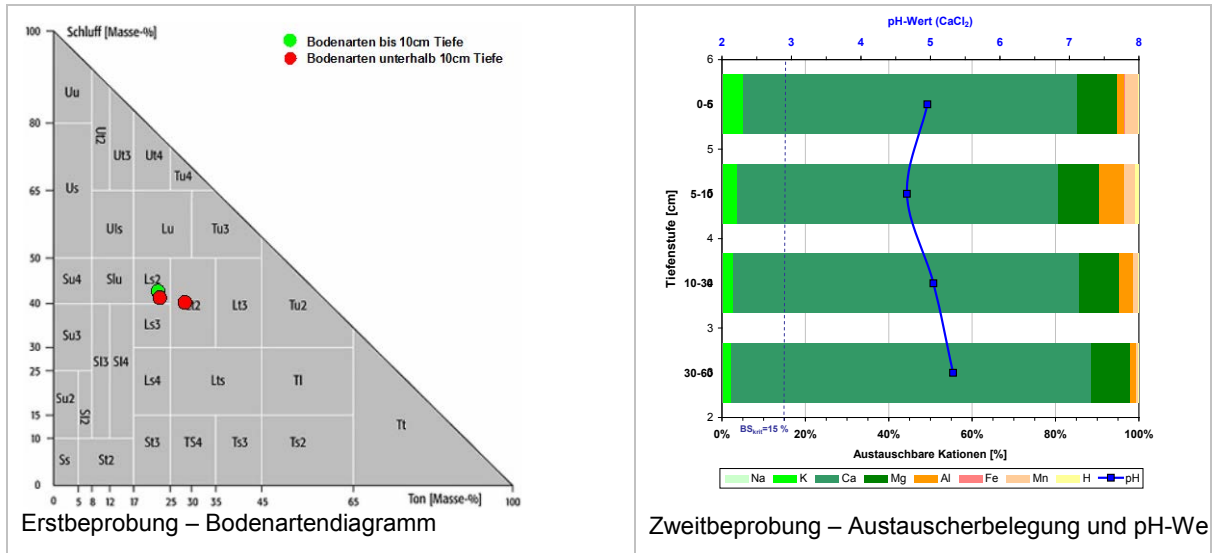 Schluff [Masse-%]
Bodenarten bis 10cm Tiefe
Bodenarten unterhalb 10cm Tiefe
100
80
65
50
40
30
25
15
10
0
Uu
Ut2
Ut3
Ut4
Tu4
Us
Uls
Lu
Tu3
Su4
Slu
Ls2
Lt2
Lt3
Tu2
Su3
Sl3
Sl4
Ls3
Su2
Sl2
Ls4
Lts
Tl
Tt
Ss
St2
St3
TS4
Ts3
Ts2
0 5 8 12 17 25 30 35 45 65 100
Ton [Masse-%]
Erstbeprobung – Bodenartendiagramm
pH-Wert (CaCl2)
2 3 4 5 6 7 8
Tiefenstufe [cm]
6
5
4
3
2
0-5
5-10
10-30
30-60
BSkrit=15 %
0% 20% 40% 60% 80% 100%
Austauschbare Kationen [%]
Na K Ca Mg Al Fe Mn H pH
Zweitbeprobung – Austauscherbelegung und pH-We